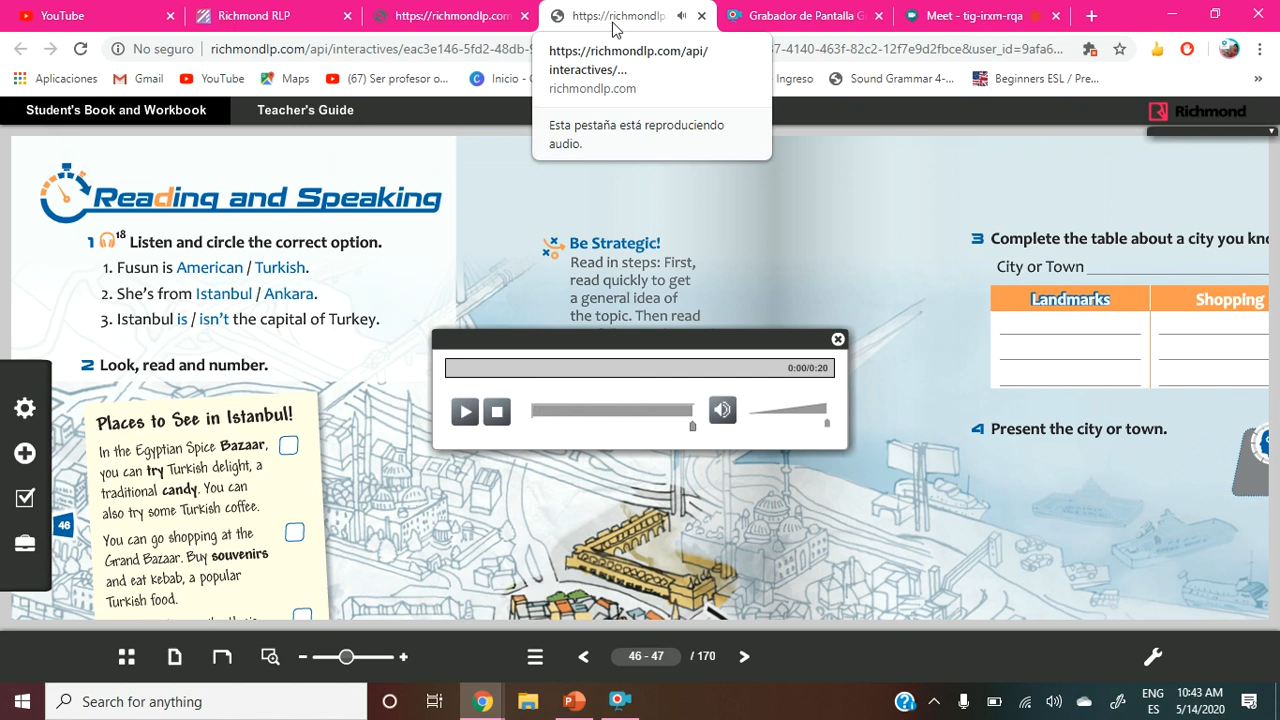 YouTube
Richmond RLP
https://richmondlp.com
https://richmondlp.
Grabador de Pantalla G
Meet - tig-irxm-rqa
No seguro
richmondlp.com/api/interactives/eac3e146-5fd2-48db-9
7-4140-463f-82c2-12f7e9d2fbce&user_id=9afa6...
https://richmondlp.com/api/
interactives/...
richmondlp.com
Esta pestaña está reproduciendo
audio.
Aplicaciones
Gmail
YouTube
Maps
(67) Ser profesor o...
Inicio - C
Ingreso
Sound Grammar 4-...
Beginners ESL / Pre...
»
Student's Book and Workbook
Teacher's Guide
Richmond
Reading and Speaking
1 18 Listen and circle the correct option.
1. Fusun is American / Turkish.
2. She's from Istanbul / Ankara.
3. Istanbul is / isn't the capital of Turkey.
2 Look, read and number.
Places to See in Istanbul!
In the Egyptian Spice Bazaar,
you can try Turkish delight, a
traditional candy. You can
also try some Turkish coffee.
You can go shopping at the
Grand Bazaar. Buy souvenirs
and eat kebab, a popular
Turkish food.
46
Be Strategic!
Read in steps: First,
read quickly to get
a general idea of
the topic. Then read
0:00/0:20
3 Complete the table about a city you kno
City or Town
Landmarks
Shopping
4 Present the city or town.
46 - 47
/ 170
Search for anything
ENG
ES
10:43 AM
5/14/2020